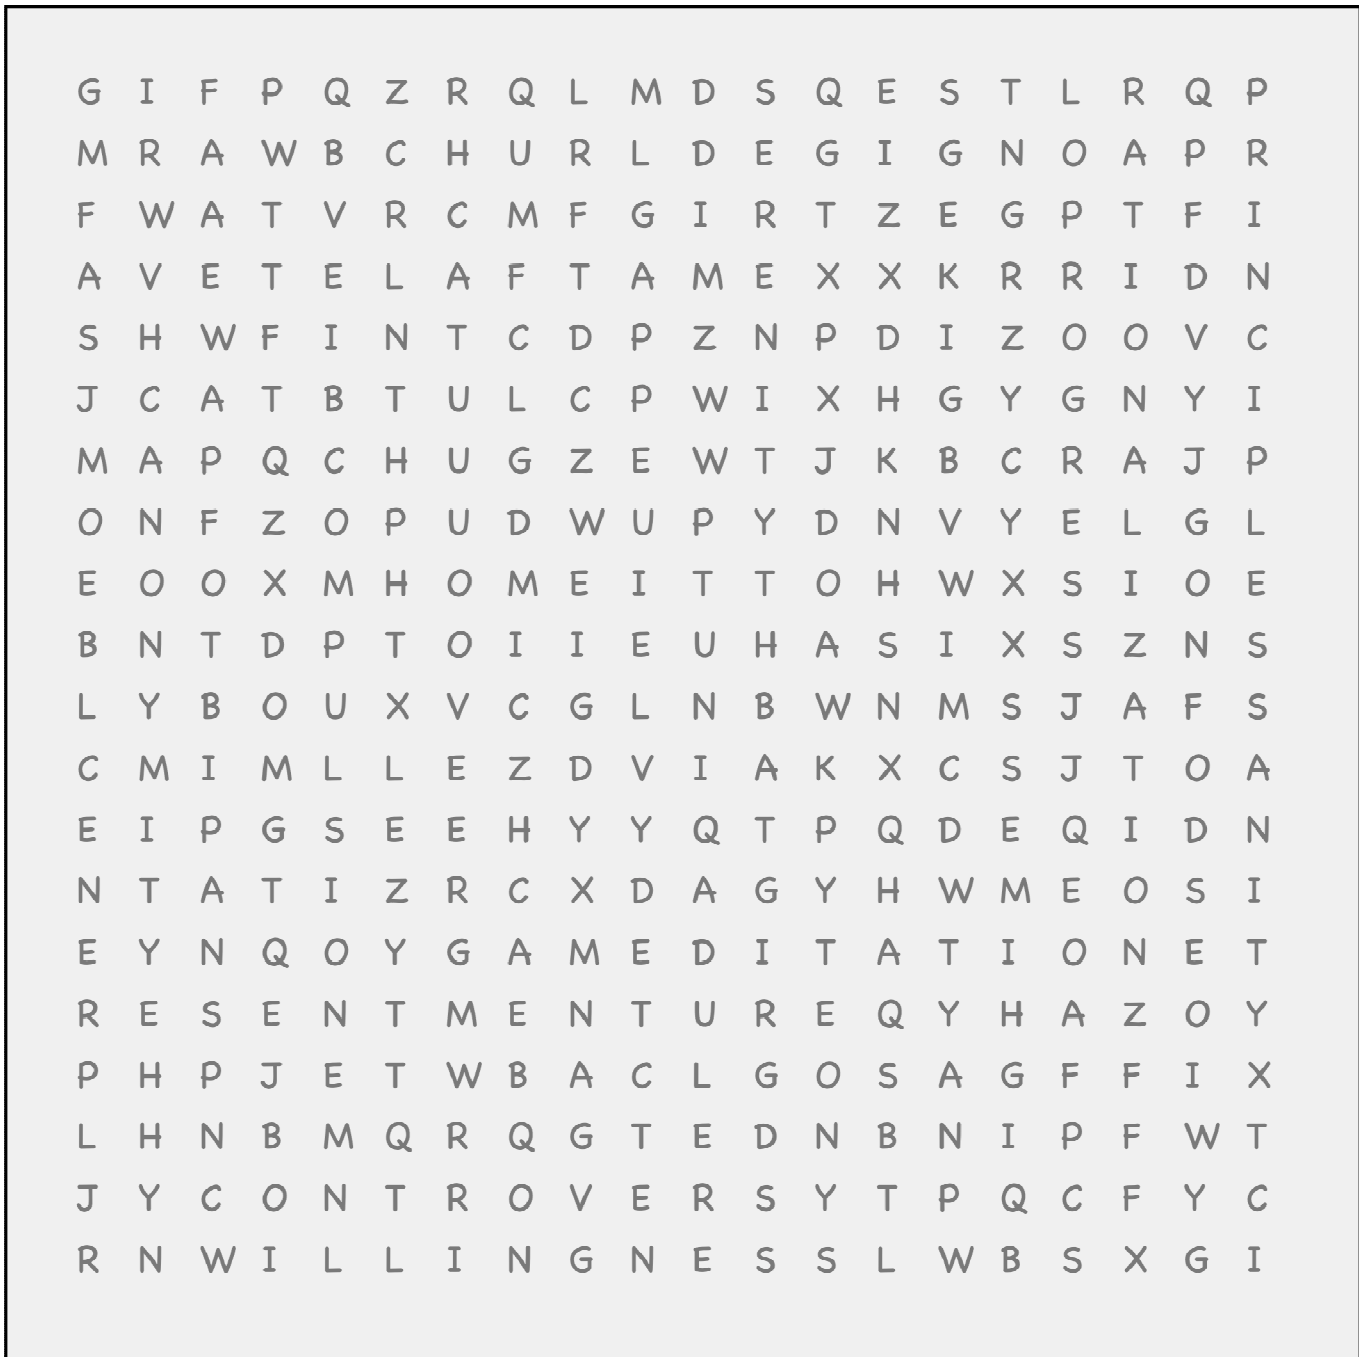 G I F P Q Z R Q L M D S Q E S T L R Q P
M R A W B C H U R L D E G I G N O A P R
F W A T V R C M F G I R T Z E G P T F I
A V E T E L A F T A M E X X K R R I D N
S H W F I N T C D P Z N P D I Z O O V C
J C A T B T U L C P W I X H G Y G N Y I
M A P Q C H U G Z E W T J K B C R A J P
O N F Z O P U D W U P Y D N V Y E L G L
E O O X M H O M E I T T O H W X S I O E
B N T D P T O I I E U H A S I X S Z N S
L Y B O U X V C G L N B W N M S J A F S
C M I M L L E Z D V I A K X C S J T O A
E I P G S E E H Y Y Q T P Q D E Q I D N
N T A T I Z R C X D A G Y H W M E O S I
E Y N Q O Y G A M E D I T A T I O N E T
R E S E N T M E N T U R E Q Y H A Z O Y
P H P J E T W B A C L G O S A G F F I X
L H N B M Q R Q G T E D N B N I P F W T
J Y C O N T R O V E R S Y T P Q C F Y C
R N W I L L I N G N E S S L W B S X G I